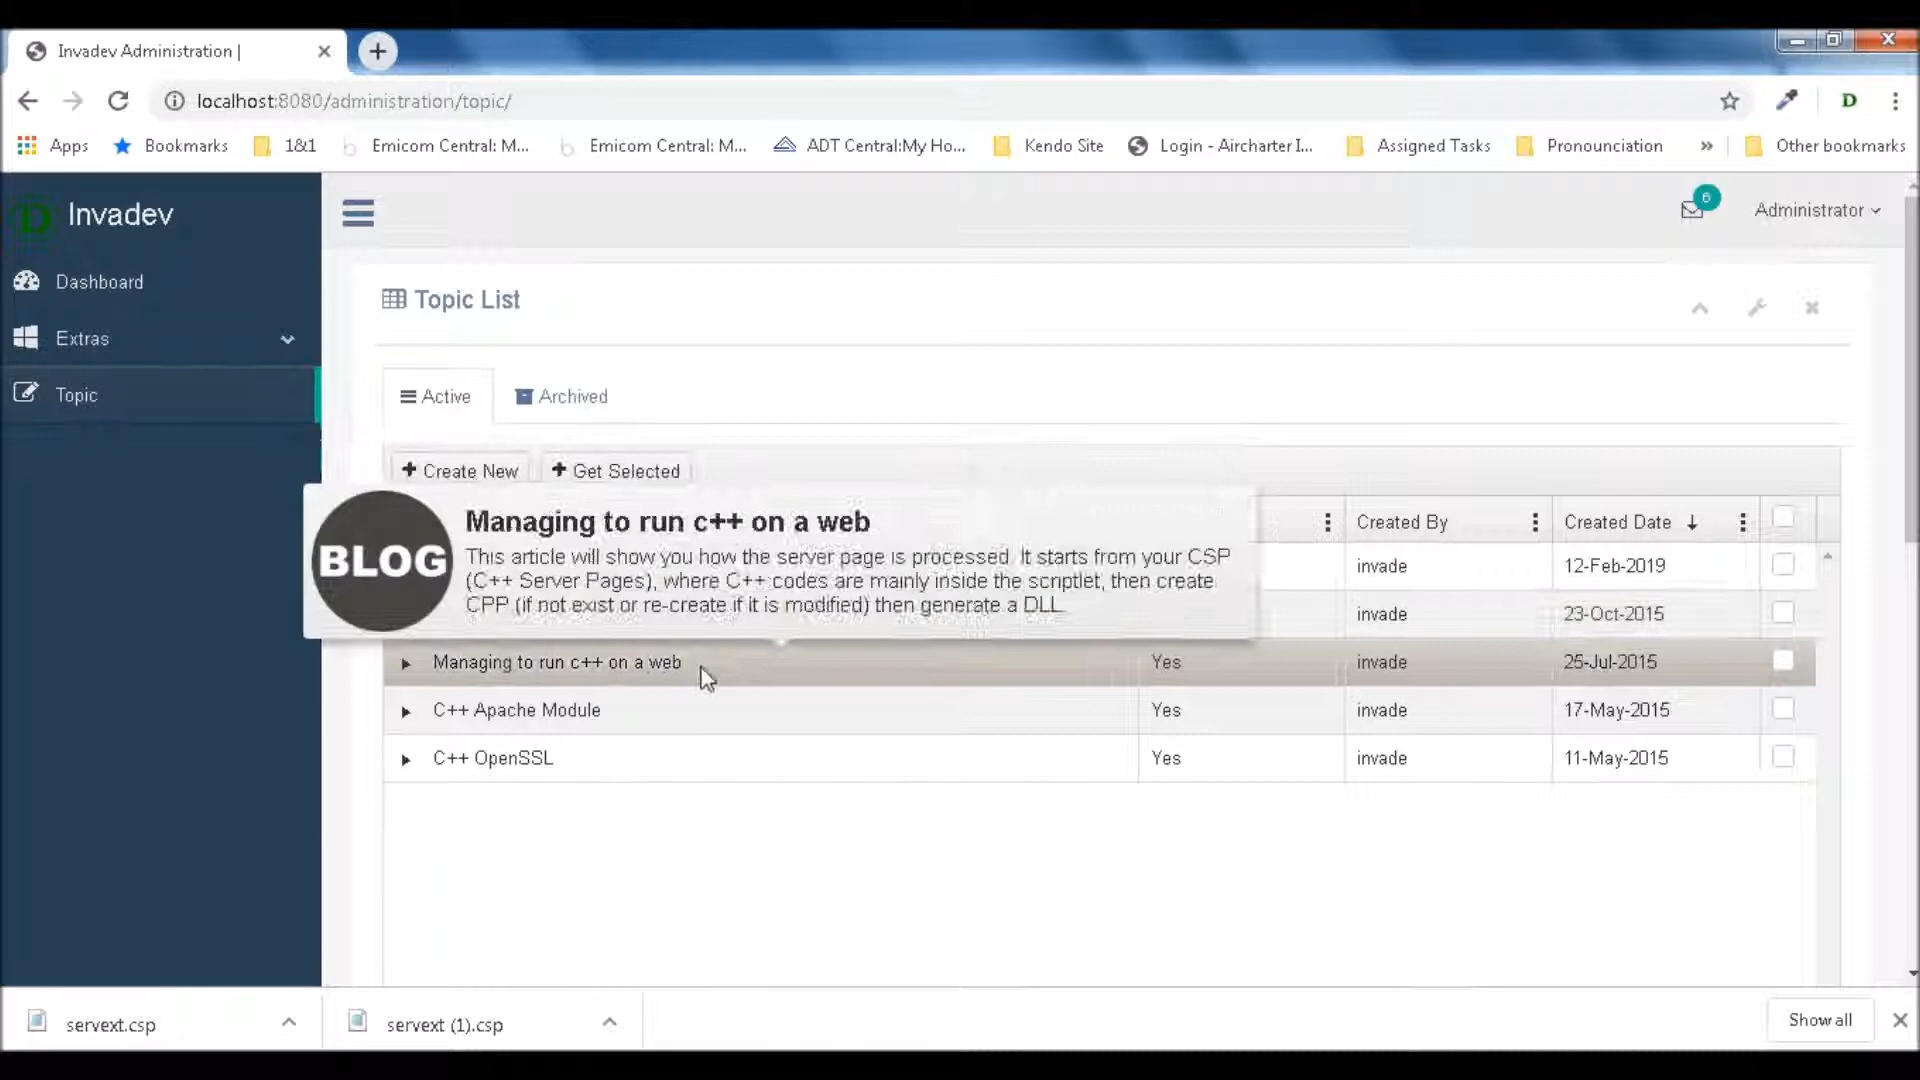 Invadev Administration |
localhost:8080/administration/topic/
D
Apps
Bookmarks
1&1
Emicom Central: M...
Emicom Central: M...
ADT Central:My Ho...
Kendo Site
Login - Aircharter I...
Assigned Tasks
Pronounciation
»
Other bookmarks
D Invadev
6
Administrator
Dashboard
Extras
Topic
Topic List
Active
Archived
Create New
Get Selected
BLOG
Managing to run c++ on a web
This article will show you how the server page is processed. It starts from your CSP
(C++ Server Pages), where C++ codes are mainly inside the scriptlet, then create
CPP (if not exist or re-create if it is modified) then generate a DLL.
Created By
Created Date ↓
invade 12-Feb-2019
invade 23-Oct-2015
Managing to run c++ on a web Yes invade 25-Jul-2015
C++ Apache Module Yes invade 17-May-2015
C++ OpenSSL Yes invade 11-May-2015
servext.csp
servext (1).csp
Show all